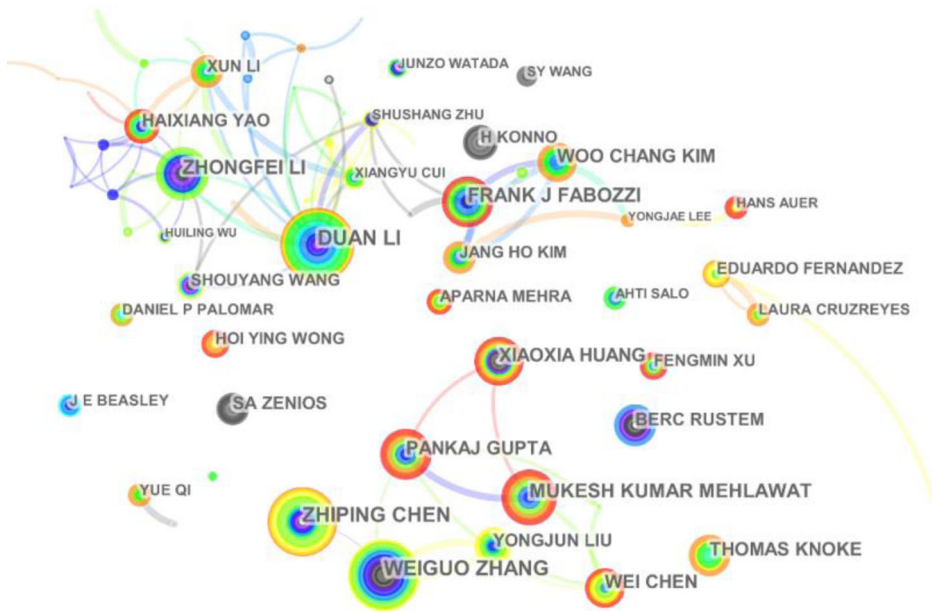 XUN LI
JUNZO WATADA
SY WANG
HAIXIANG YAO
SHUSHANG ZHU
H KONNO
ZHONGFEI LI
XIANGYU CUI
WOO CHANG KIM
FRANK J FABOZZI
HANS AUER
YONGJAE LEE
HUILING WU
DUAN LI
JANG HO KIM
SHOUYANG WANG
EDUARDO FERNANDEZ
DANIEL P PALOMAR
APARNA MEHRA
AHTI SALO
LAURA CRUZREYES
HOI YING WONG
XIAOXIA HUANG
FENGMIN XU
J E BEASLEY
SA ZENIOS
BERC RUSTEM
PANKAJ GUPTA
YUE QI
MUKESH KUMAR MEHLAWAT
ZHIPING CHEN
YONGJUN LIU
THOMAS KNOKE
WEIGUO ZHANG
WEI CHEN